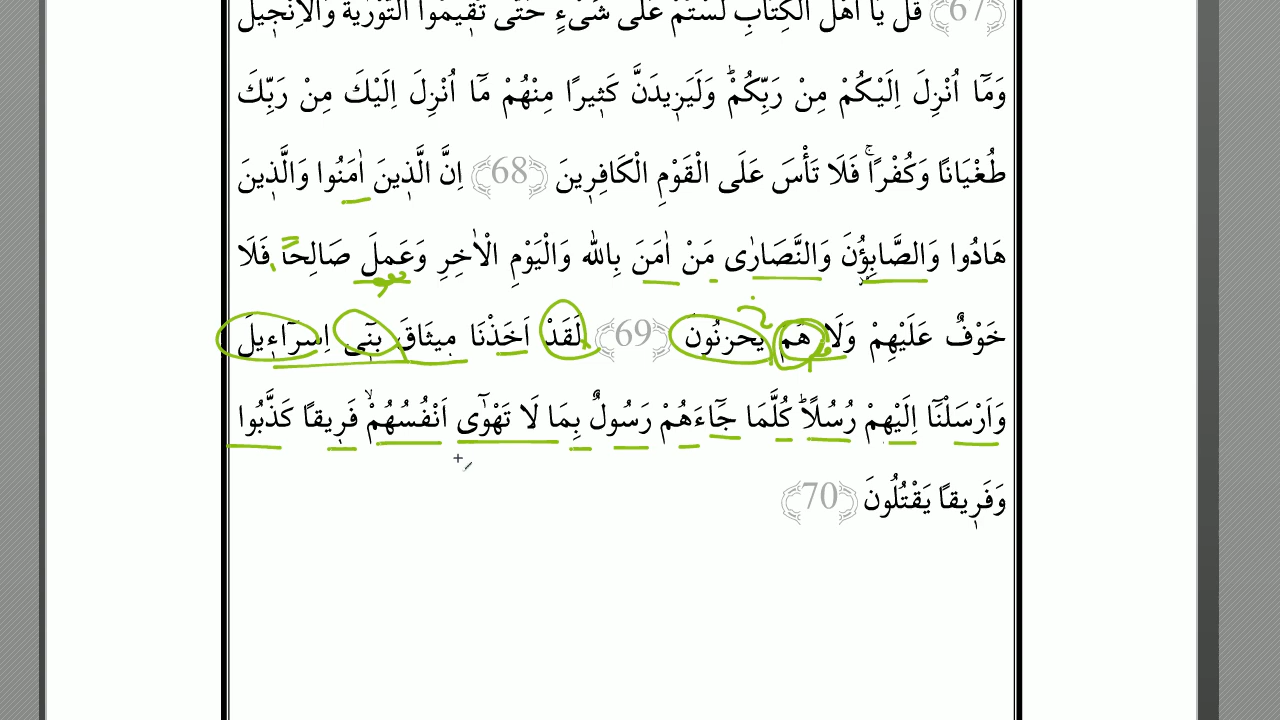 ﴿67﴾ قُلْ يَا اَهْلَ الْكِتَابِ لَسْتُمْ عَلٰى شَىْءٍ حَتّٰى تُقٖيمُوا التَّوْرٰيةَ وَالْاِنْجٖيلَ
وَمَٓا اُنْزِلَ اِلَيْكُمْ مِنْ رَبِّكُمْؕ وَلَيَزٖيدَنَّ كَثٖيرًا مِنْهُمْ مَٓا اُنْزِلَ اِلَيْكَ مِنْ رَبِّكَ
طُغْيَانًا وَكُفْرًاۚ فَلَا تَأْسَ عَلَى الْقَوْمِ الْكَافِرٖينَ ﴿68﴾ اِنَّ الَّذٖينَ اٰمَنُوا وَالَّذٖينَ
هَادُوا وَالصَّابِؤُ۫نَ وَالنَّصَارٰى مَنْ اٰمَنَ بِاللّٰهِ وَالْيَوْمِ الْاٰخِرِ وَعَمِلَ صَالِحًا فَلَا
خَوْفٌ عَلَيْهِمْ وَلَا هُمْ يَحْزَنُونَ ﴿69﴾ لَقَدْ اَخَذْنَا مٖيثَاقَ بَنٖٓى اِسْرَٓاءٖيلَ
وَاَرْسَلْنَٓا اِلَيْهِمْ رُسُلًاؕ كُلَّمَا جَٓاءَهُمْ رَسُولٌ بِمَا لَا تَهْوٰٓى اَنْفُسُهُمْۙ فَرٖيقًا كَذَّبُوا
وَفَرٖيقًا يَقْتُلُونَ ﴿70﴾